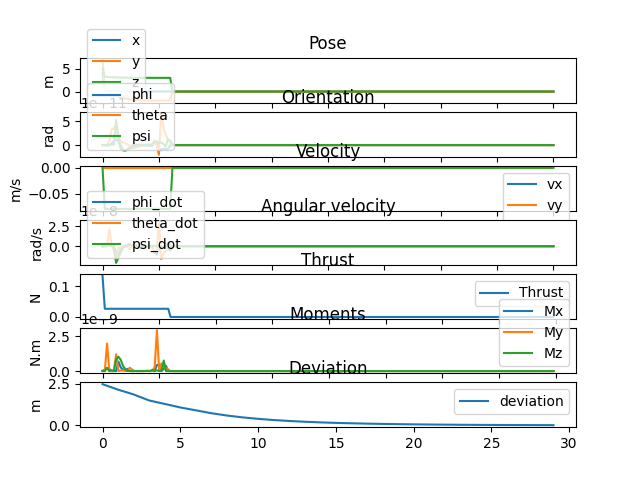 Pose
x
y
z
m
5
0
phi
theta
psi
1e-11
Orientation
rad
5
0
Velocity
m/s
0.00
−0.05
vx
vy
phi_dot
theta_dot
psi_dot
1e-8
Angular velocity
rad/s
2.5
0.0
Thrust
N
0.1
0.0
Thrust
1e-9
Moments
N.m
2.5
0.0
Mx
My
Mz
Deviation
m
2.5
0.0
deviation
0 5 10 15 20 25 30